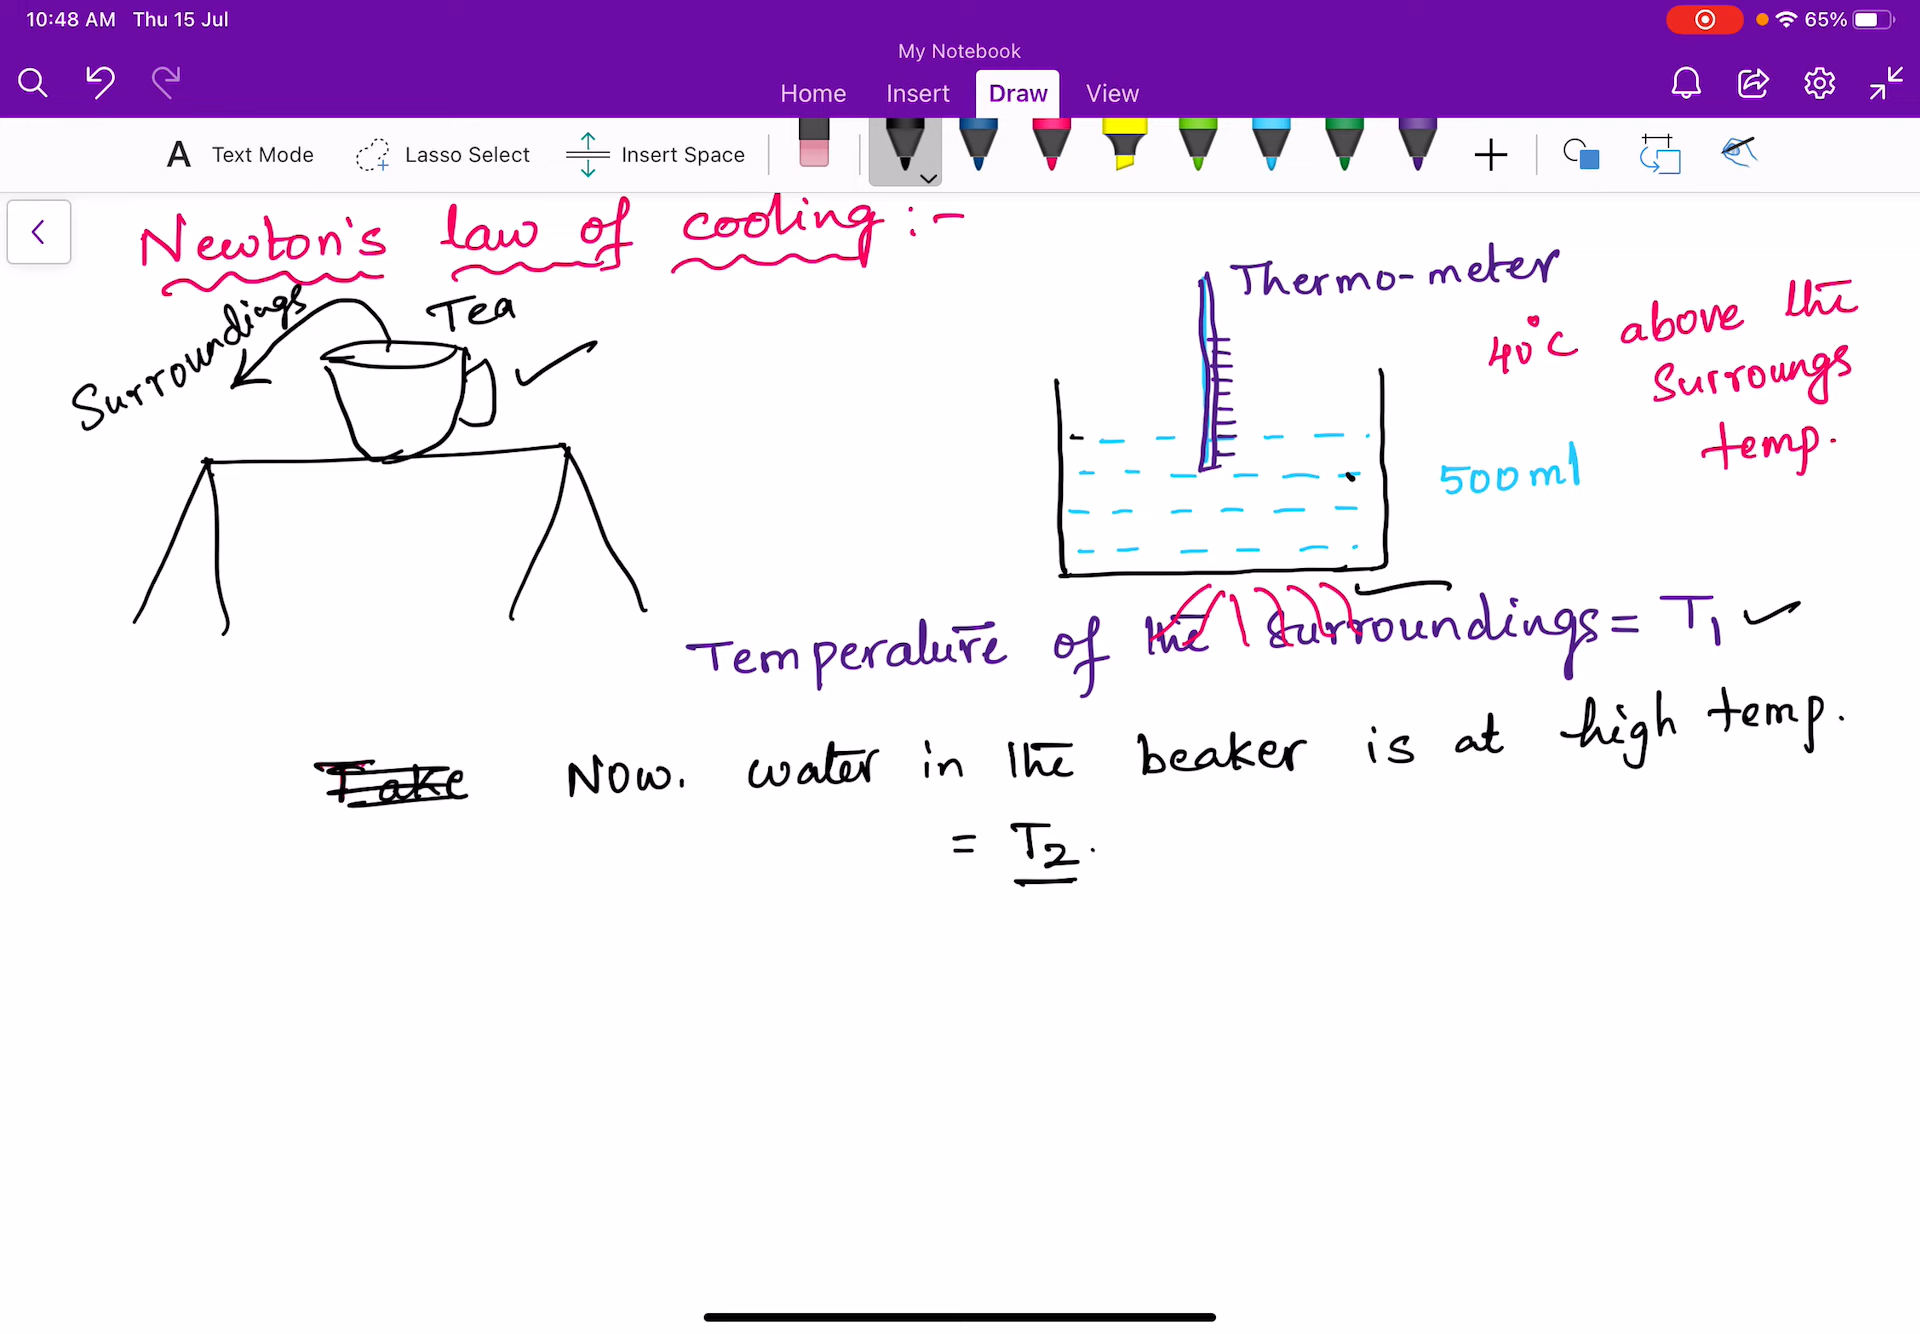 10:48 AM Thu 15 Jul
65%
My Notebook
Home Insert Draw View
A Text Mode Lasso Select Insert Space
Newton's law of cooling :-
Surroundings
Tea
Thermo-meter
40°C above the
Surroungs
temp.
500ml
Temperature of the surroundings = T1
Take Now. water in the beaker is at high temp.
= T2.